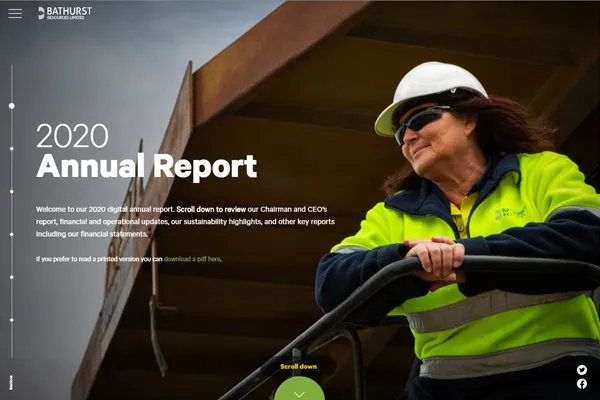 BATHURST
RESOURCES LIMITED
2020
Annual Report
Welcome to our 2020 digital annual report. Scroll down to review our Chairman and CEO's
report, financial and operational updates, our sustainability highlights, and other key reports
including our financial statements.
If you prefer to read a printed version you can download a pdf here.
Scroll down